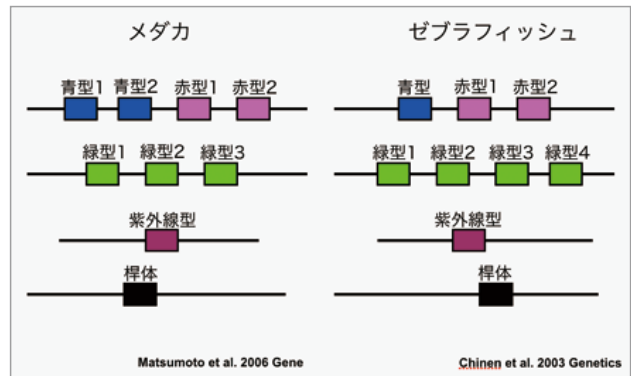 メダカ
ゼブラフィッシュ
青型1 青型2 赤型1 赤型2
青型 赤型1 赤型2
緑型1 緑型2 緑型3
緑型1 緑型2 緑型3 緑型4
紫外線型
紫外線型
桿体
桿体
Matsumoto et al. 2006 Gene
Chinen et al. 2003 Genetics